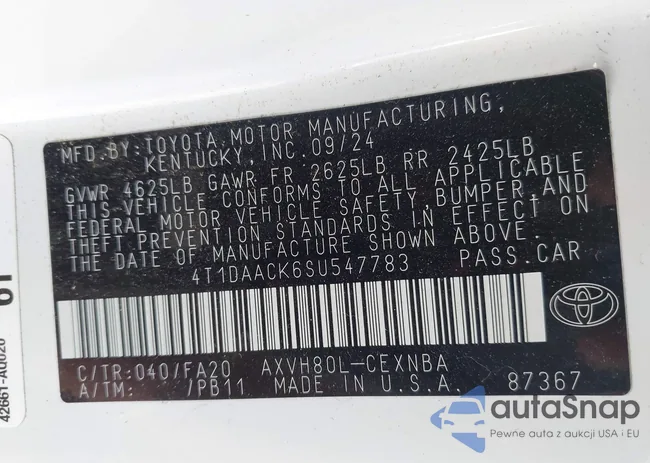 MFD.BY:TOYOTA MOTOR MANUFACTURING,
KENTUCKY, INC. 09/24
GVWR 4625LB GAWR FR 2625LB RR 2425LB
THIS VEHICLE CONFORMS TO ALL APPLICABLE
FEDERAL MOTOR VEHICLE SAFETY, BUMPER AND
THEFT PREVENTION STANDARDS IN EFFECT ON
THE DATE OF MANUFACTURE SHOWN ABOVE.
4T1DAACK6SU547783 PASS.CAR
C/TR:040/FA20 AXVH80L-CEXNBA
A/TM: /PB11 MADE IN U.S.A. 87367
autaSnap
Pewne auta z aukcji USA i EU